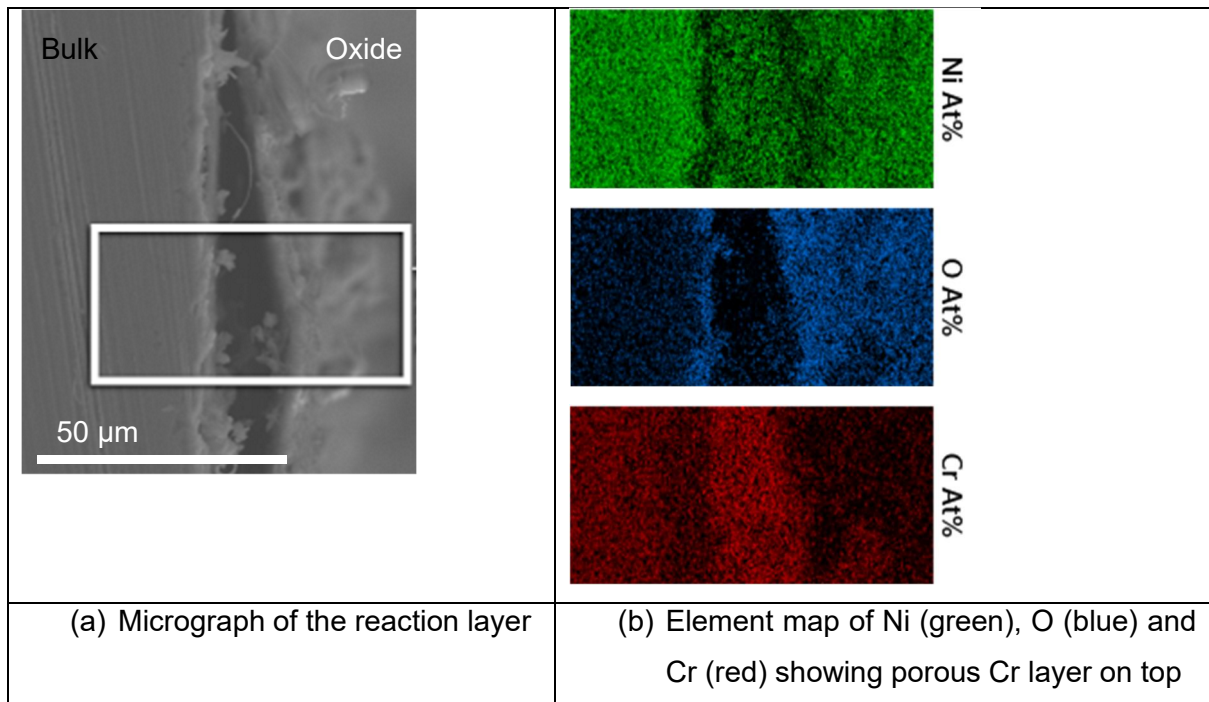 Bulk
Oxide
50 µm
Ni At%
O At%
Cr At%
(a) Micrograph of the reaction layer
(b) Element map of Ni (green), O (blue) and
Cr (red) showing porous Cr layer on top